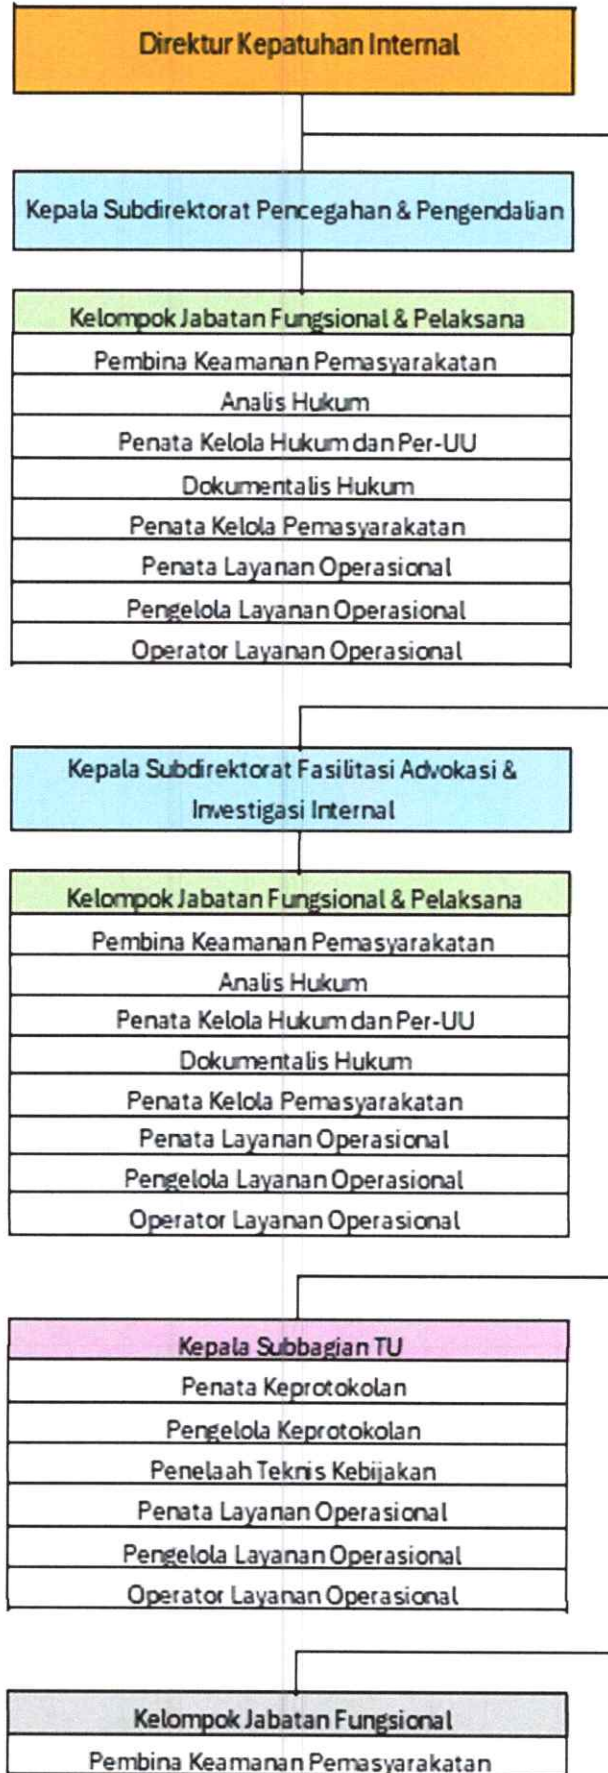 Direktur Kepatuhan Internal
Kepala Subdirektorat Pencegahan & Pengendalian
Kelompok Jabatan Fungsional & Pelaksana
Pembina Keamanan Pemasyarakatan
Analis Hukum
Penata Kelola Hukum dan Per-UU
Dokumentalis Hukum
Penata Kelola Pemasyarakatan
Penata Layanan Operasional
Pengelola Layanan Operasional
Operator Layanan Operasional
Kepala Subdirektorat Fasilitasi Advokasi &
Investigasi Internal
Kelompok Jabatan Fungsional & Pelaksana
Pembina Keamanan Pemasyarakatan
Analis Hukum
Penata Kelola Hukum dan Per-UU
Dokumentalis Hukum
Penata Kelola Pemasyarakatan
Penata Layanan Operasional
Pengelola Layanan Operasional
Operator Layanan Operasional
Kepala Subbagian TU
Penata Keprotokolan
Pengelola Keprotokolan
Penelaah Teknis Kebijakan
Penata Layanan Operasional
Pengelola Layanan Operasional
Operator Layanan Operasional
Kelompok Jabatan Fungsional
Pembina Keamanan Pemasyarakatan